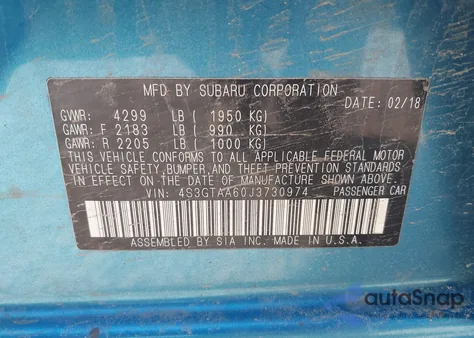 MFD BY SUBARU CORPORATION
DATE: 02/18
GVWR: 4299 LB ( 1950 KG)
GAWR: F 2183 LB ( 990 KG)
GAWR: R 2205 LB ( 1000 KG)
THIS VEHICLE CONFORMS TO ALL APPLICABLE FEDERAL MOTOR
VEHICLE SAFETY, BUMPER, AND THEFT PREVENTION STANDARDS
IN EFFECT ON THE DATE OF MANUFACTURE SHOWN ABOVE.
VIN: 4S3GTAA60J3730974 PASSENGER CAR
ASSEMBLED BY SIA INC. IN U.S.A.
autoSnap